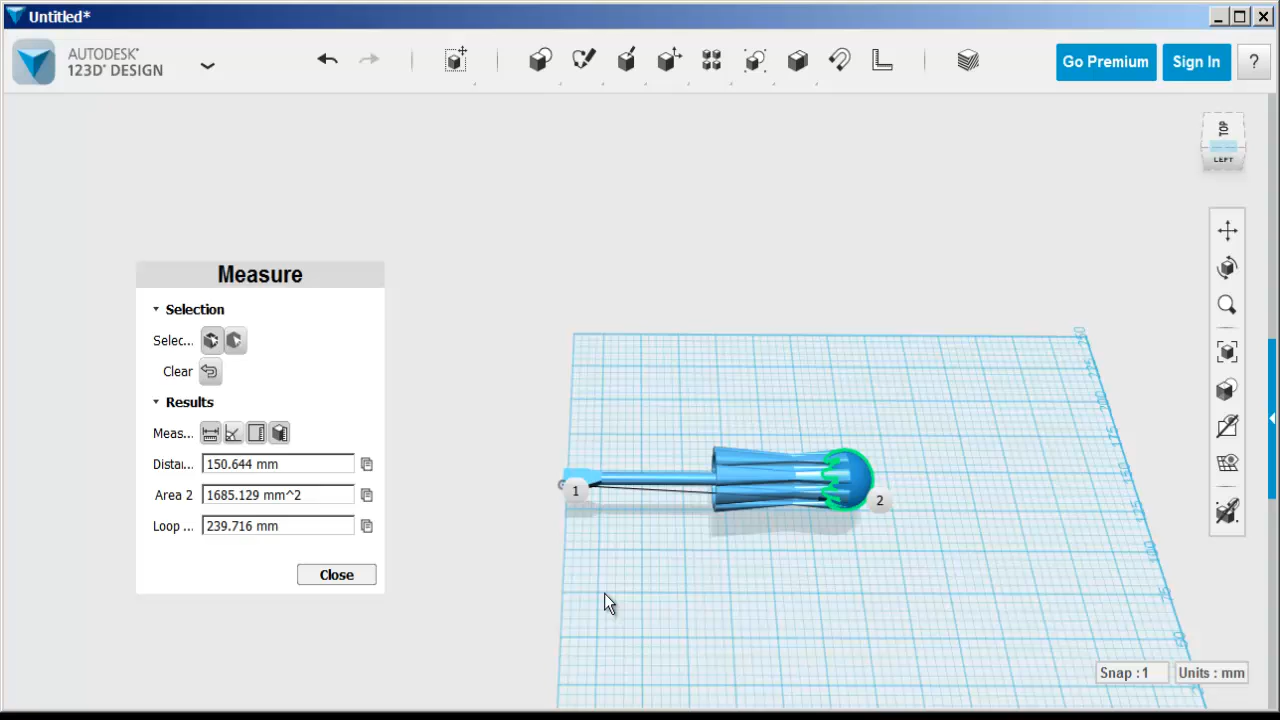 Untitled*
AUTODESK®
123D® DESIGN
Go Premium
Sign In
?
TOP
LEFT
Measure
Selection
Selec...
Clear
Results
Meas...
Distai... 150.644 mm
Area 2 1685.129 mm^2
Loop ... 239.716 mm
Close
1
2
Snap : 1
Units : mm